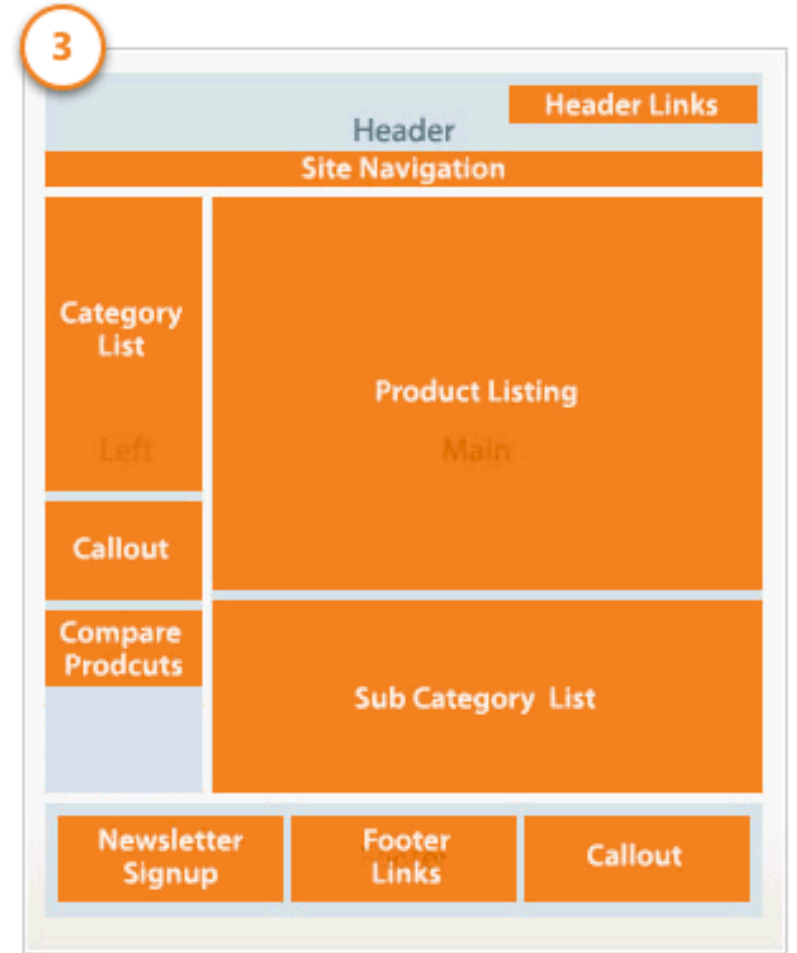 3
Header Links
Header
Site Navigation
Category
List
Left
Callout
Compare
Prodcuts
Product Listing
Main
Sub Category List
Newsletter
Signup
Footer
Links
Footer
Callout